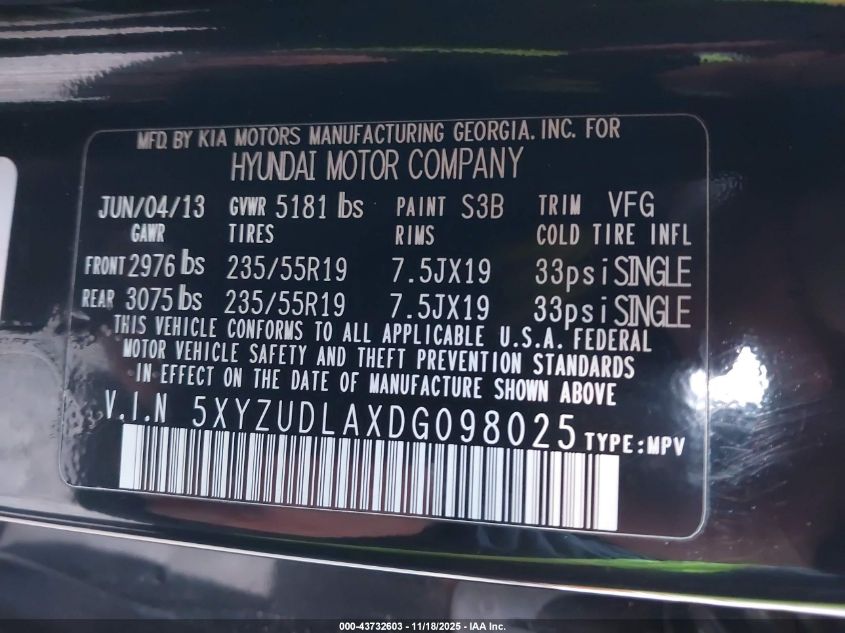 MFD. BY KIA MOTORS MANUFACTURING GEORGIA. INC. FOR
HYUNDAI MOTOR COMPANY
JUN/04/13 GVWR 5181 lbs PAINT S3B TRIM VFG
GAWR TIRES RIMS COLD TIRE INFL
FRONT 2976 lbs 235/55R19 7.5JX19 33psi SINGLE
REAR 3075 lbs 235/55R19 7.5JX19 33psi SINGLE
THIS VEHICLE CONFORMS TO ALL APPLICABLE U.S.A. FEDERAL
MOTOR VEHICLE SAFETY AND THEFT PREVENTION STANDARDS
IN EFFECT ON THE DATE OF MANUFACTURE SHOWN ABOVE
V.I.N 5XYZUDLAXDG098025 TYPE:MPV
000-43732603 - 11/18/2025 - IAA Inc.